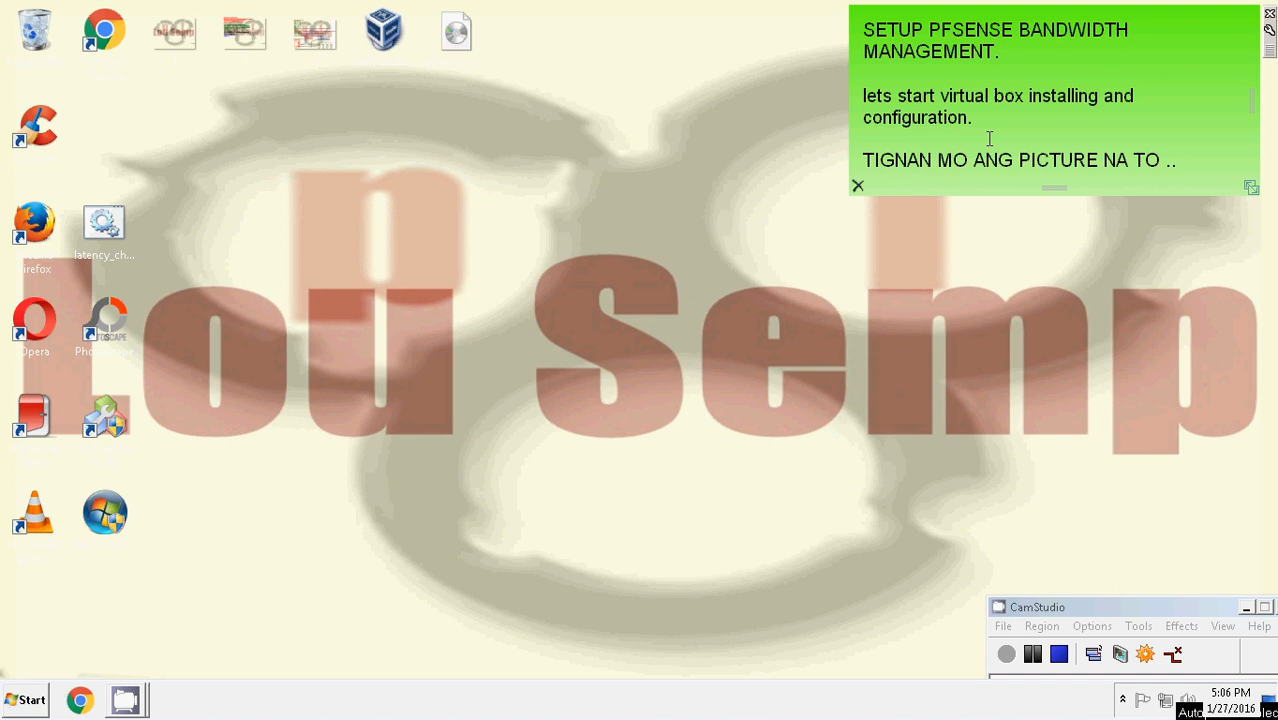 SETUP PFSENSE BANDWIDTH
MANAGEMENT.
lets start virtual box installing and
configuration.
TIGNAN MO ANG PICTURE NA TO ..
Lou Semp
latency_ch...
Opera
CamStudio
File Region Options Tools Effects View Help
Start
5:06 PM
1/27/2016